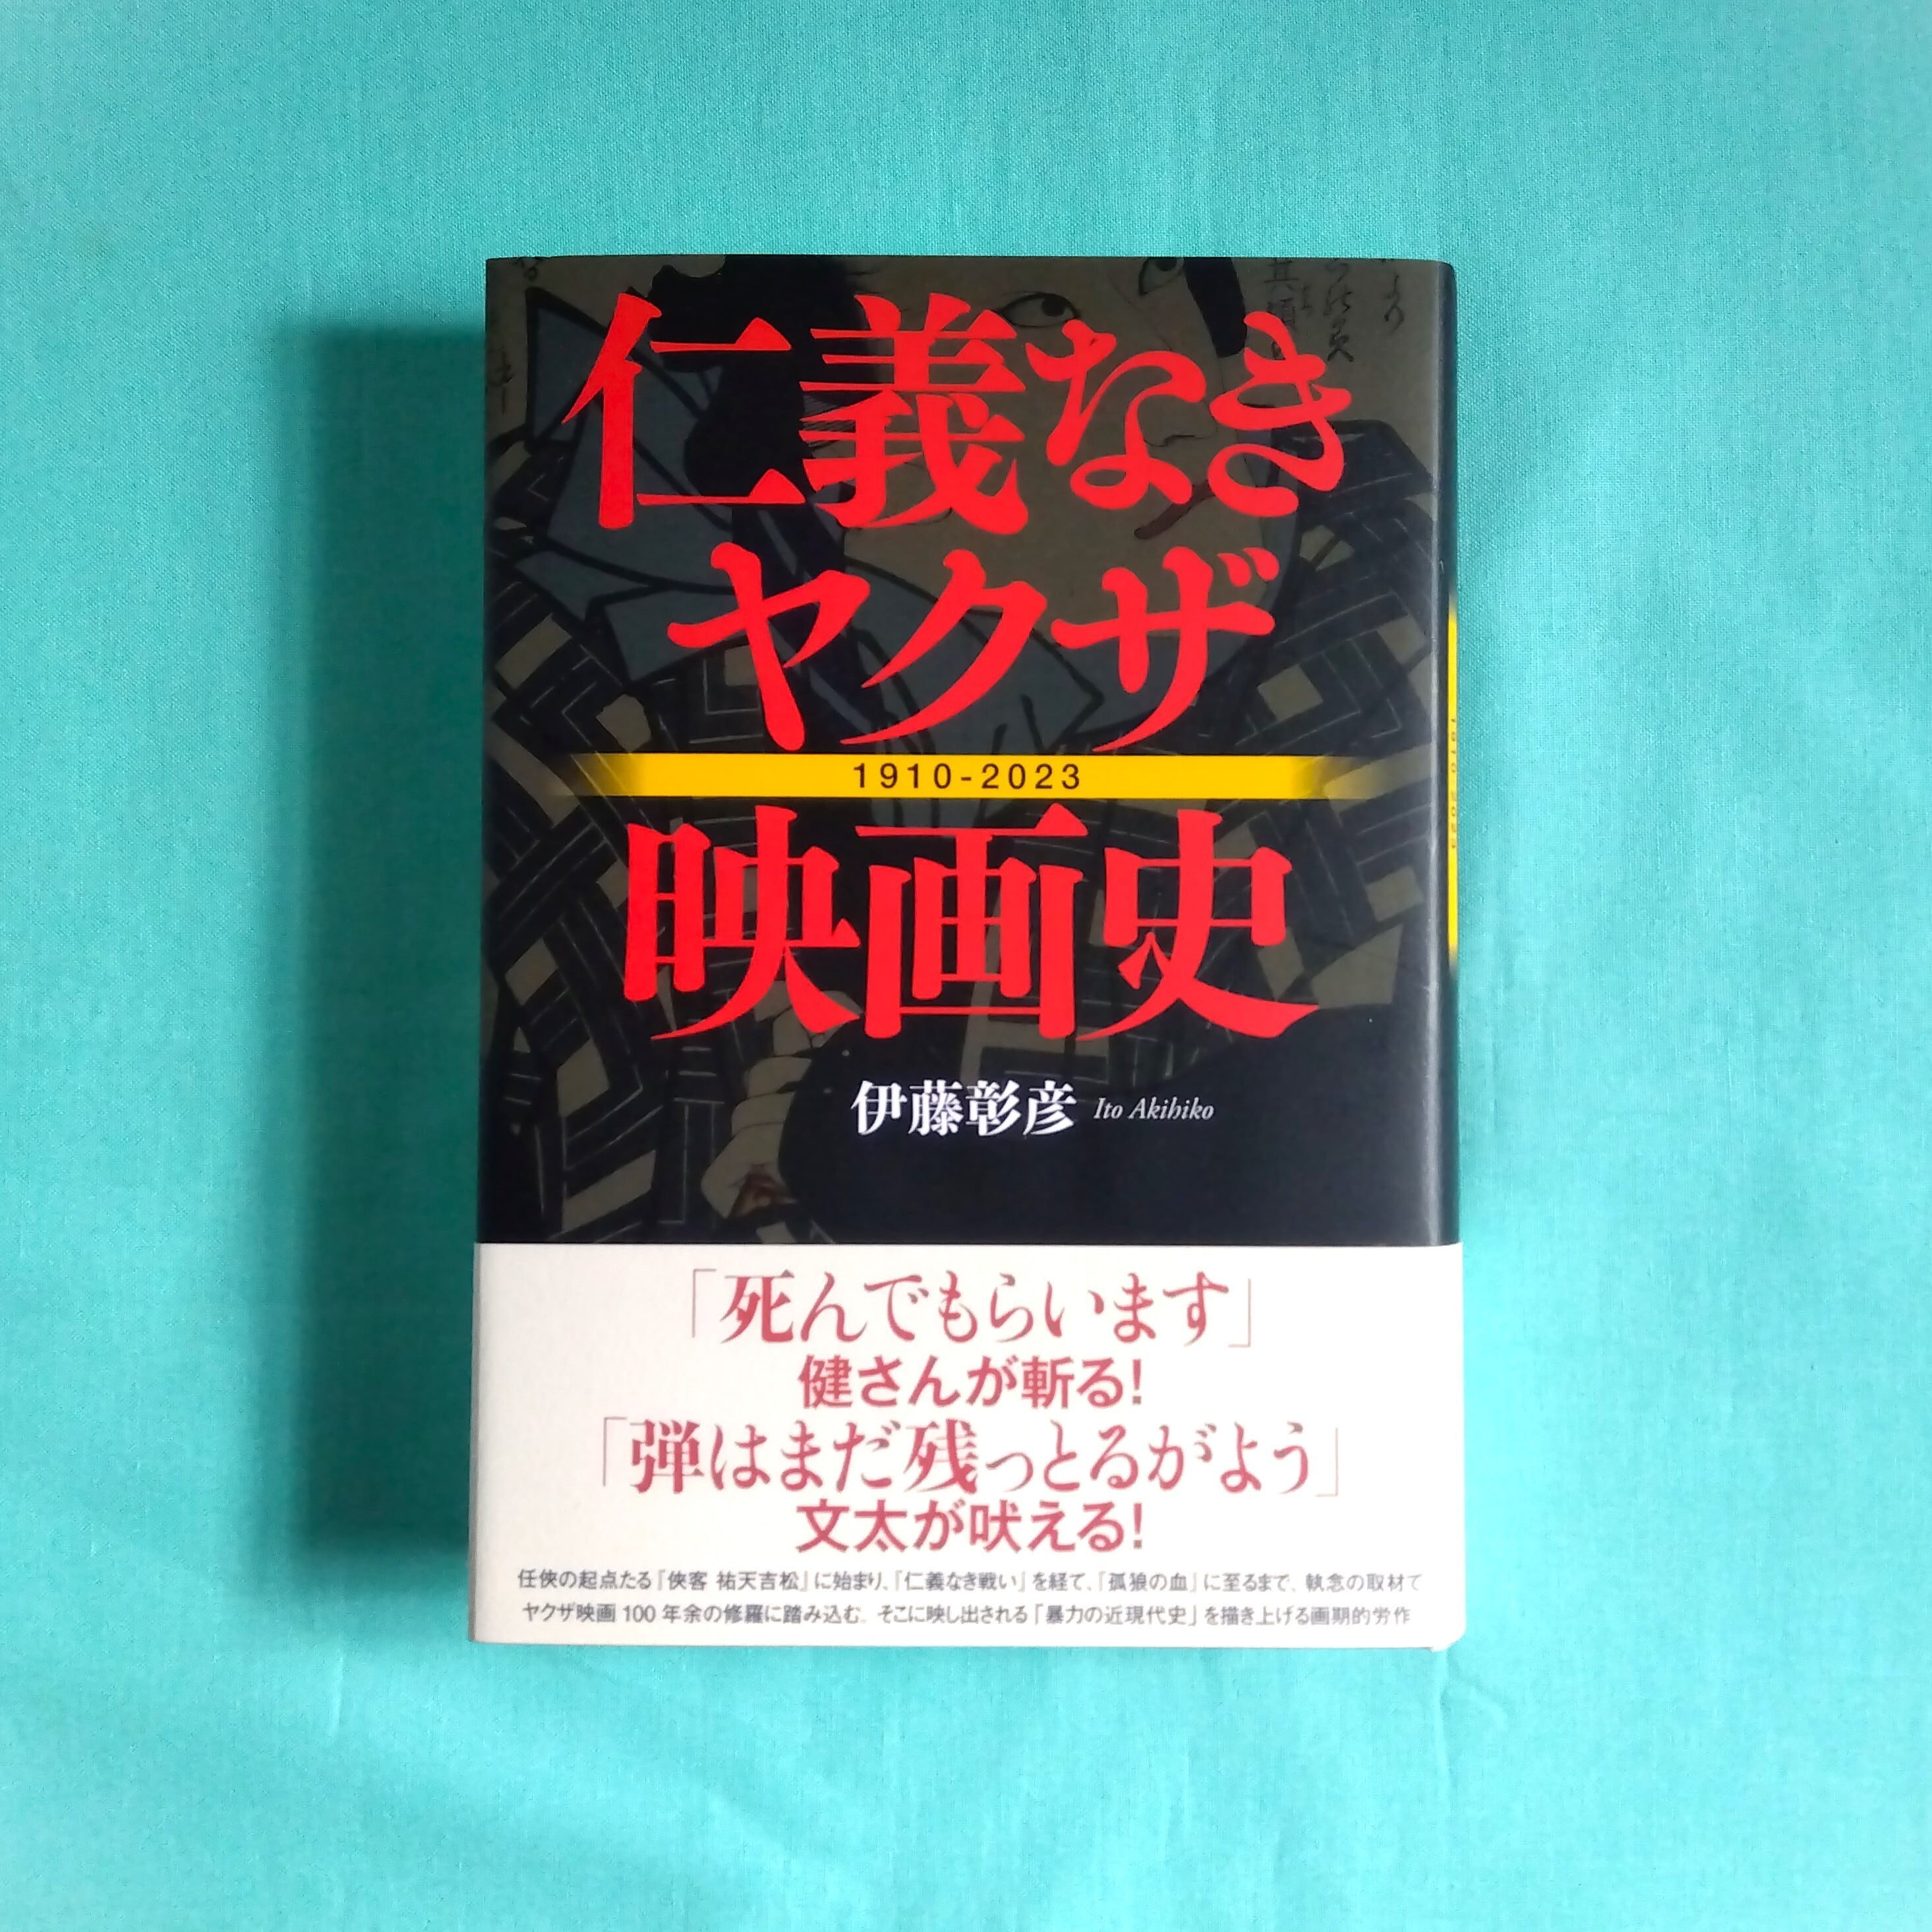 仁義なき
ヤクザ
1910-2023
映画史
伊藤彰彦 Ito Akihiko
「死んでもらいます」
健さんが斬る!
「弾はまだ残っとるがよう」
文太が吠える!
任俠の起点たる『俠客 祐天吉松』に始まり、『仁義なき戦い』を経て、『孤狼の血』に至るまで、執念の取材で
ヤクザ映画100年余の修羅に踏み込む。そこに映し出される「暴力の近現代史」を描き上げる画期的労作